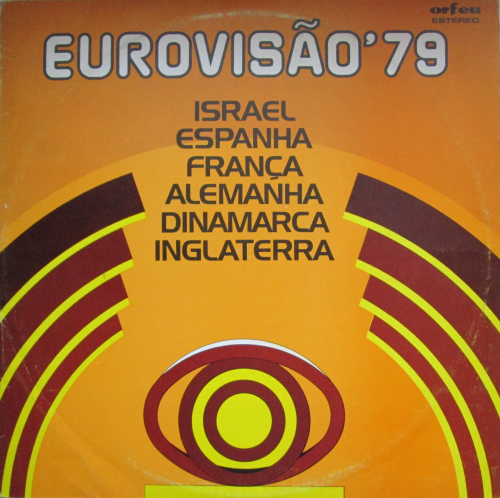 orfeu
ESTEREO
EUROVISÃO'79
ISRAEL
ESPANHA
FRANÇA
ALEMANHA
DINAMARCA
INGLATERRA